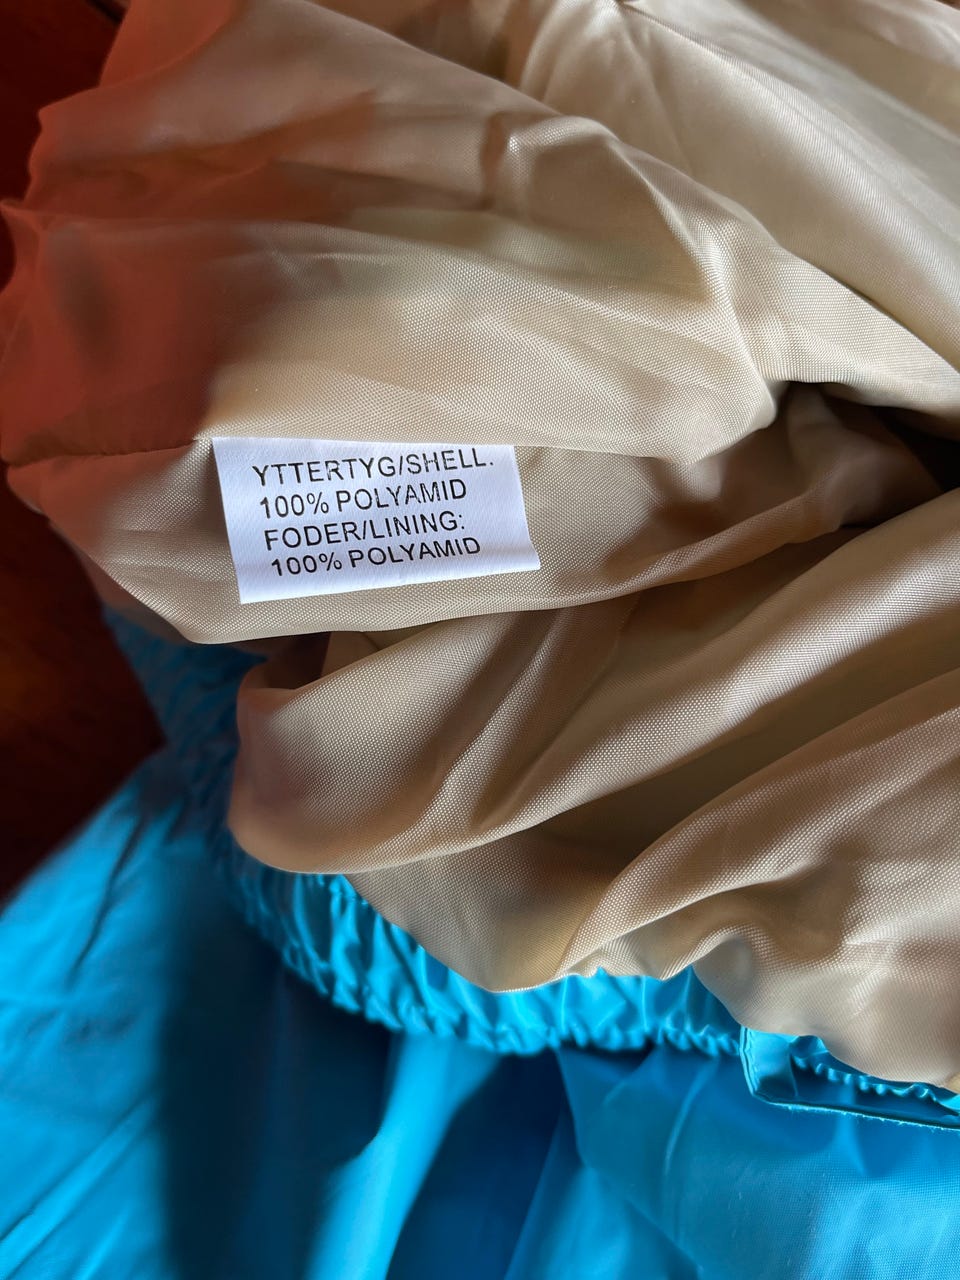 YTTERTYG/SHELL.
100% POLYAMID
FODER/LINING:
100% POLYAMID